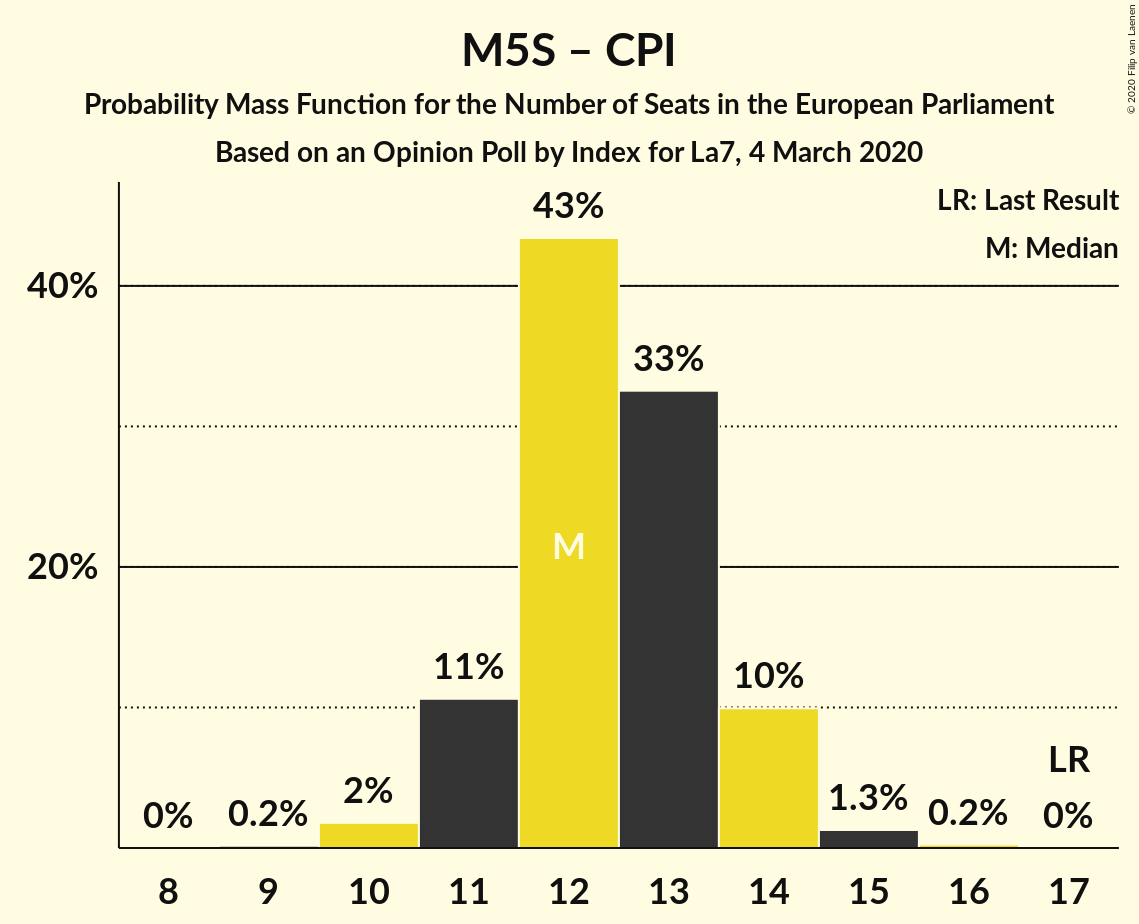 M5S – CPI
Probability Mass Function for the Number of Seats in the European Parliament
Based on an Opinion Poll by Index for La7, 4 March 2020
© 2020 Filip van Laenen
LR: Last Result
M: Median
40%
20%
0%
0.2%
2%
11%
43%
M
33%
10%
1.3%
0.2%
LR
0%
8 9 10 11 12 13 14 15 16 17